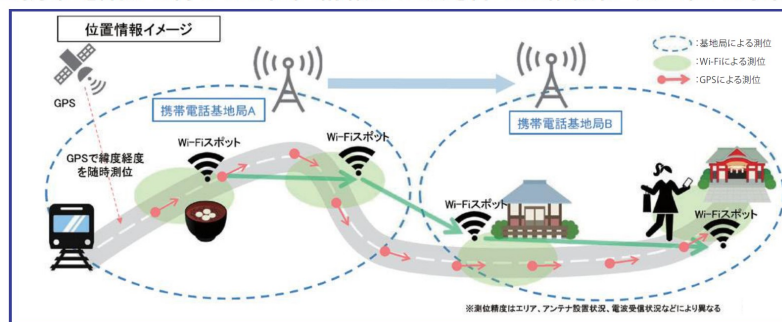 位置情報イメージ
GPS
GPSで緯度経度
を随時測位
携帯電話基地局A
Wi-Fiスポット
Wi-Fiスポット
携帯電話基地局B
Wi-Fiスポット
Wi-Fiスポット
:基地局による測位
:Wi-Fiによる測位
:GPSによる測位
※測位精度はエリア、アンテナ設置状況、電波受信状況などにより異なる